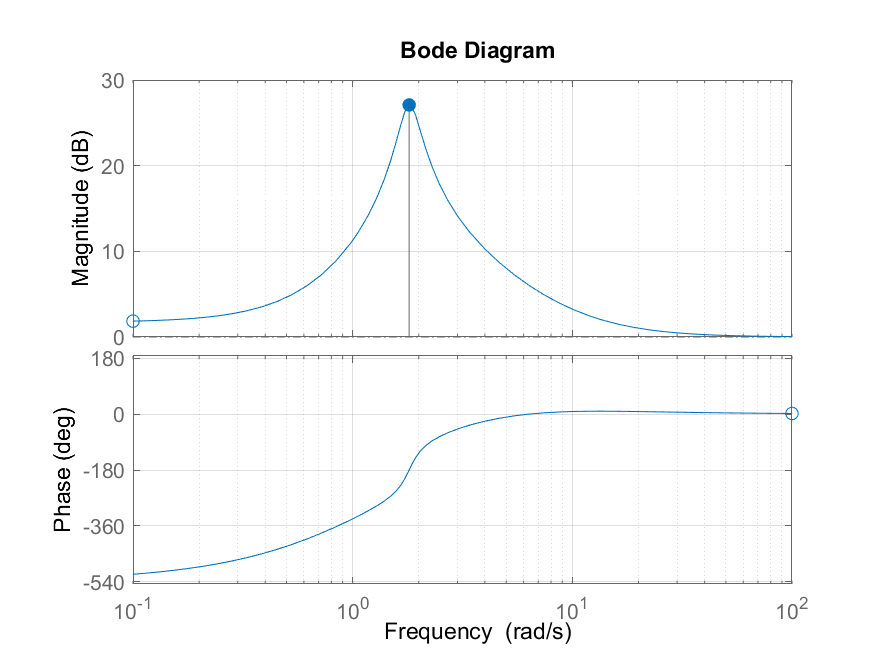 Bode Diagram
Magnitude (dB)
30
20
10
0
Phase (deg)
180
0
-180
-360
-540
10^-1 10^0 10^1 10^2
Frequency (rad/s)